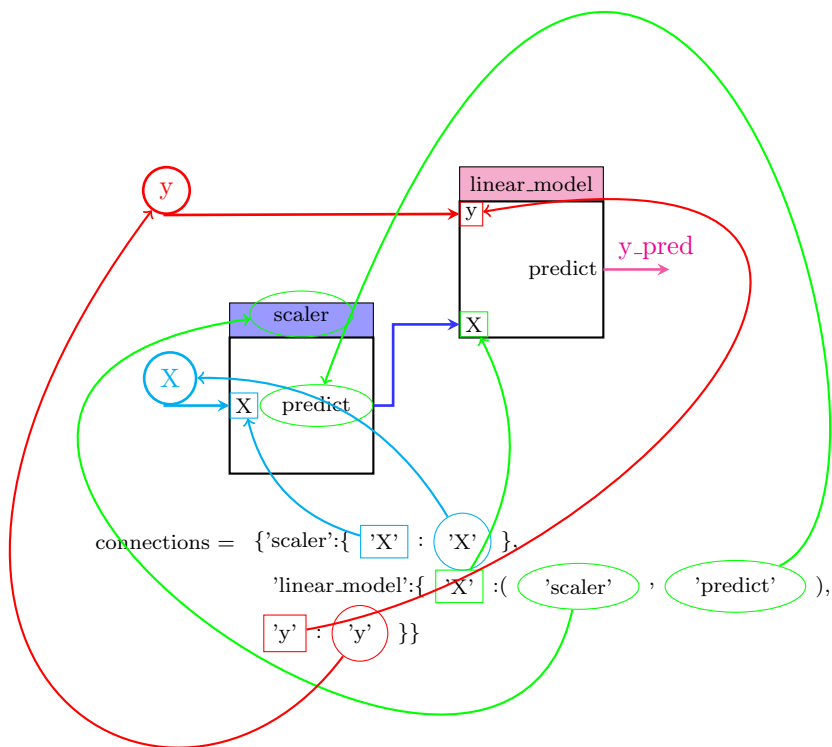 y
linear_model
y
y_pred
predict
scaler
X
X
X
predict
connections = {'scaler':{ 'X' : 'X' },
'linear_model':{ 'X' :( 'scaler' , 'predict' ),
'y' : 'y' }}